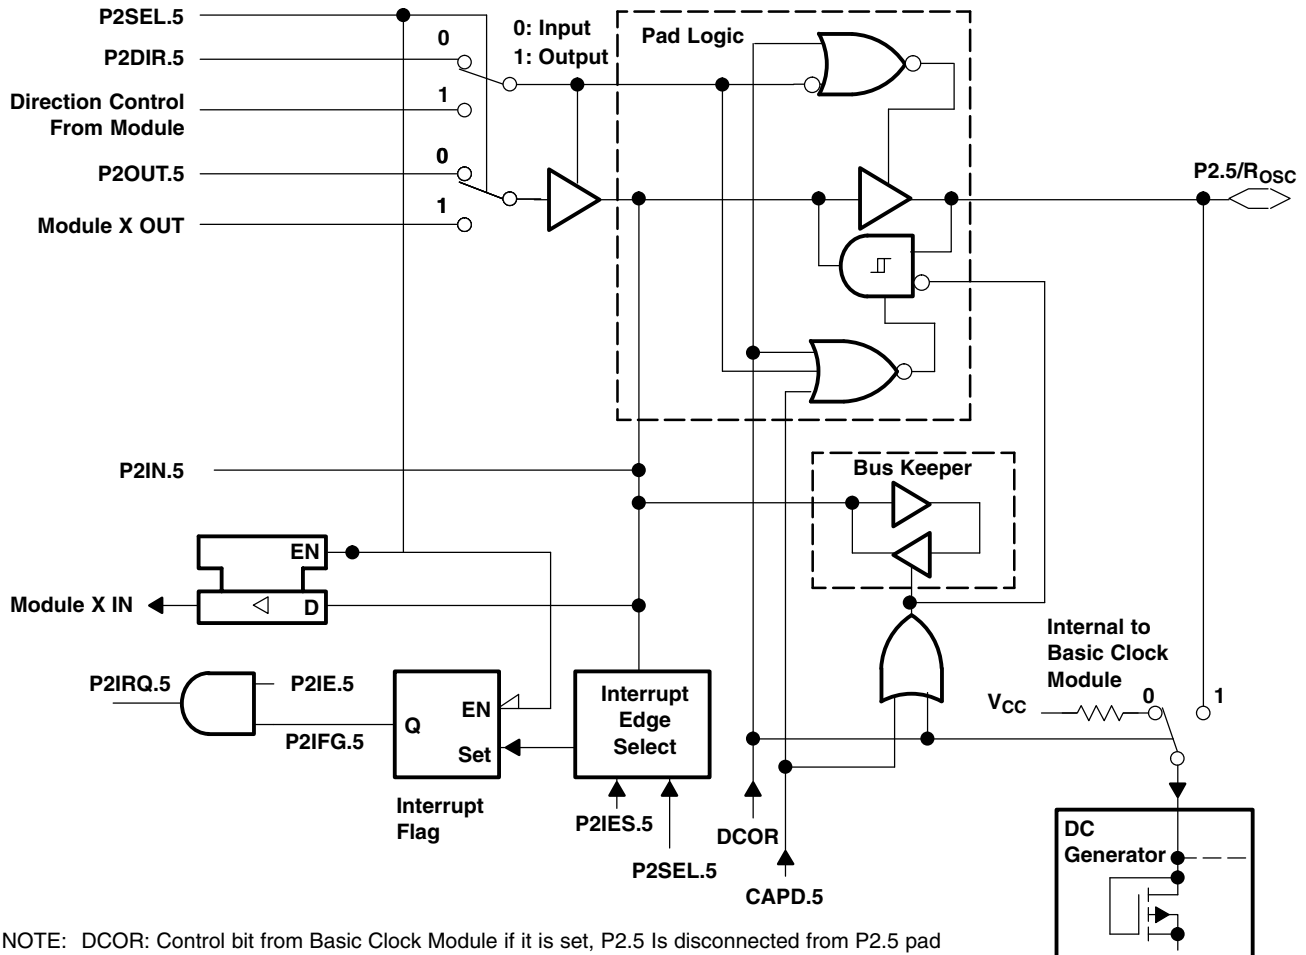 P2SEL.5
0: Input
1: Output
Pad Logic
0
P2DIR.5
1
Direction Control
From Module
0
P2OUT.5
P2.5/ROSC
1
Module X OUT
P2IN.5
Bus Keeper
EN
Module X IN
D
Internal to
Basic Clock
Module
P2IRQ.5
P2IE.5
P2IFG.5
EN
Q
Set
Interrupt
Edge
Select
VCC
0
1
Interrupt
Flag
P2IES.5
P2SEL.5
DCOR
CAPD.5
DC
Generator
NOTE: DCOR: Control bit from Basic Clock Module if it is set, P2.5 Is disconnected from P2.5 pad